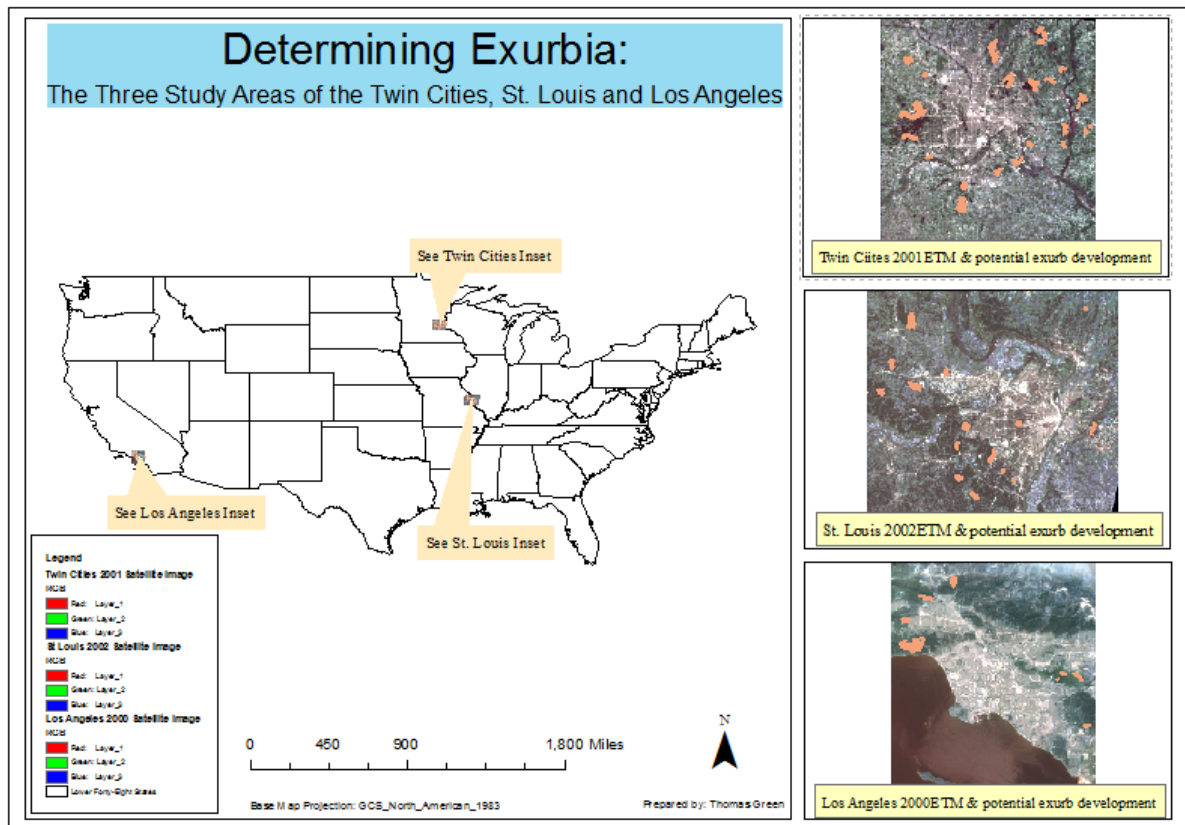 Determining Exurbia:
The Three Study Areas of the Twin Cities, St. Louis and Los Angeles
See Twin Cities Inset
See Los Angeles Inset
See St. Louis Inset
Legend
Twin Cities 2001 Satellite Image
RGB
Red: Layer_1
Green: Layer_2
Blue: Layer_3
St Louis 2002 Satellite Image
RGB
Red: Layer_1
Green: Layer_2
Blue: Layer_3
Los Angeles 2000 Satellite Image
RGB
Red: Layer_1
Green: Layer_2
Blue: Layer_3
Lower Forty-Eight States
0 450 900 1,800 Miles
N
Base Map Projection: GCS_North_American_1983
Prepared by: Thomas Green
Twin Ciites 2001ETM & potential exurb development
St. Louis 2002ETM & potential exurb development
Los Angeles 2000ETM & potential exurb development